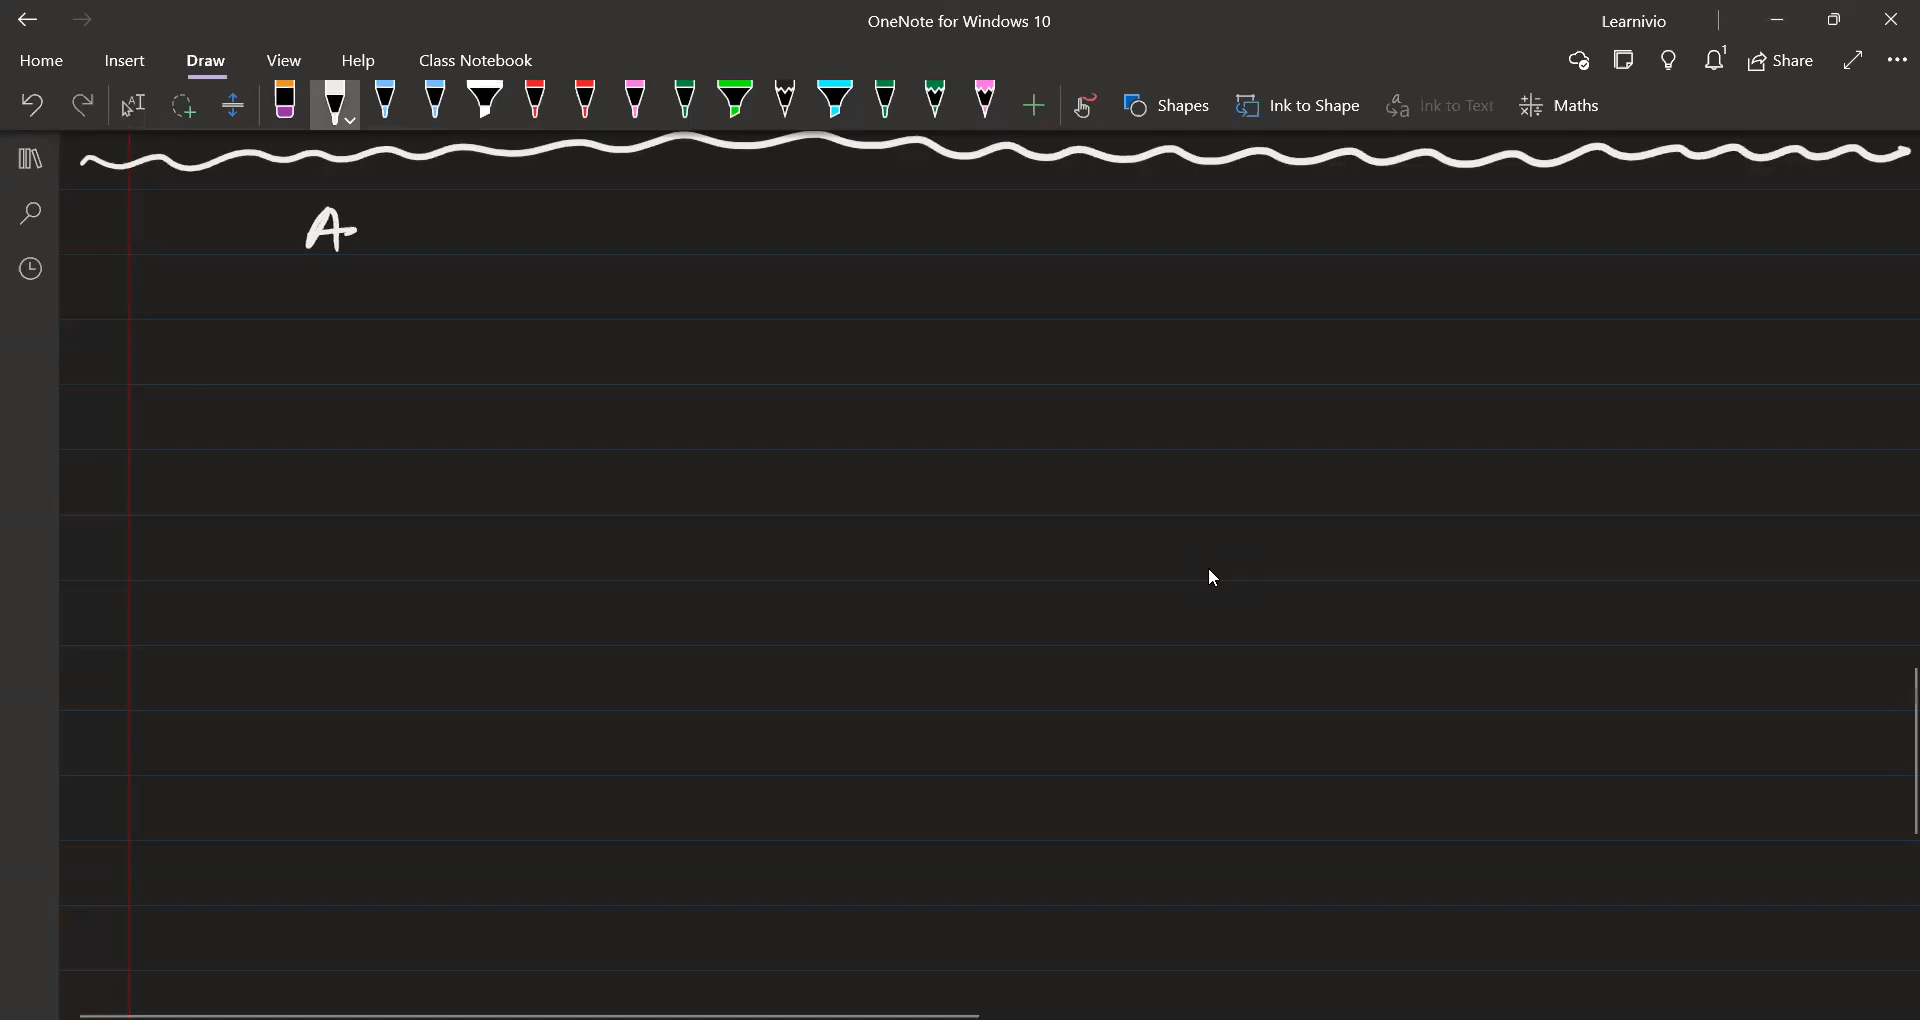 OneNote for Windows 10
Learnivio
Home Insert Draw View Help Class Notebook
1
Share
Shapes Ink to Shape Ink to Text Maths
A